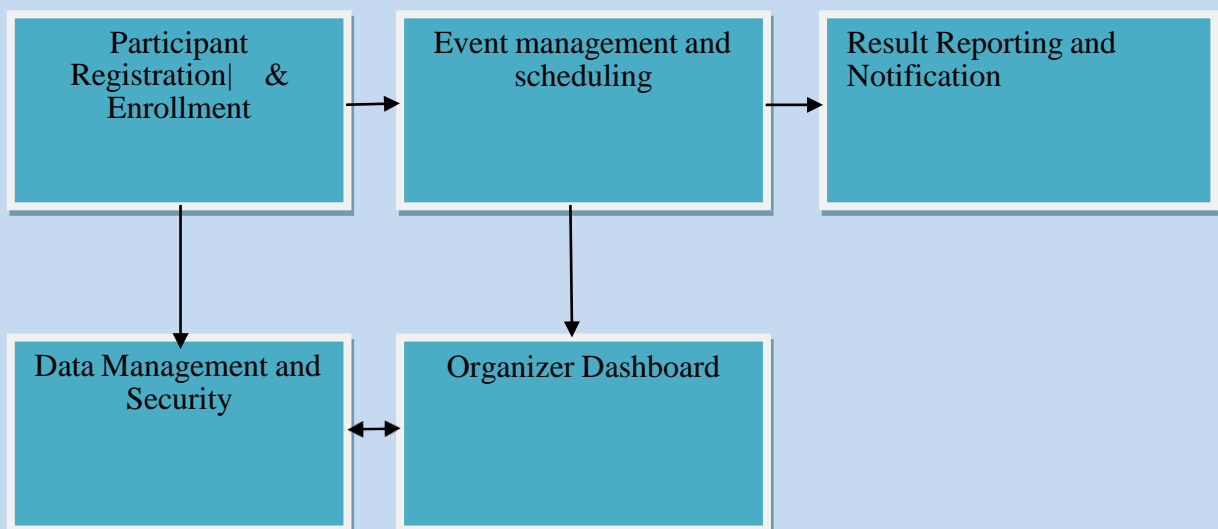 Participant
Registration| &
Enrollment
Event management and
scheduling
Result Reporting and
Notification
Data Management and
Security
Organizer Dashboard